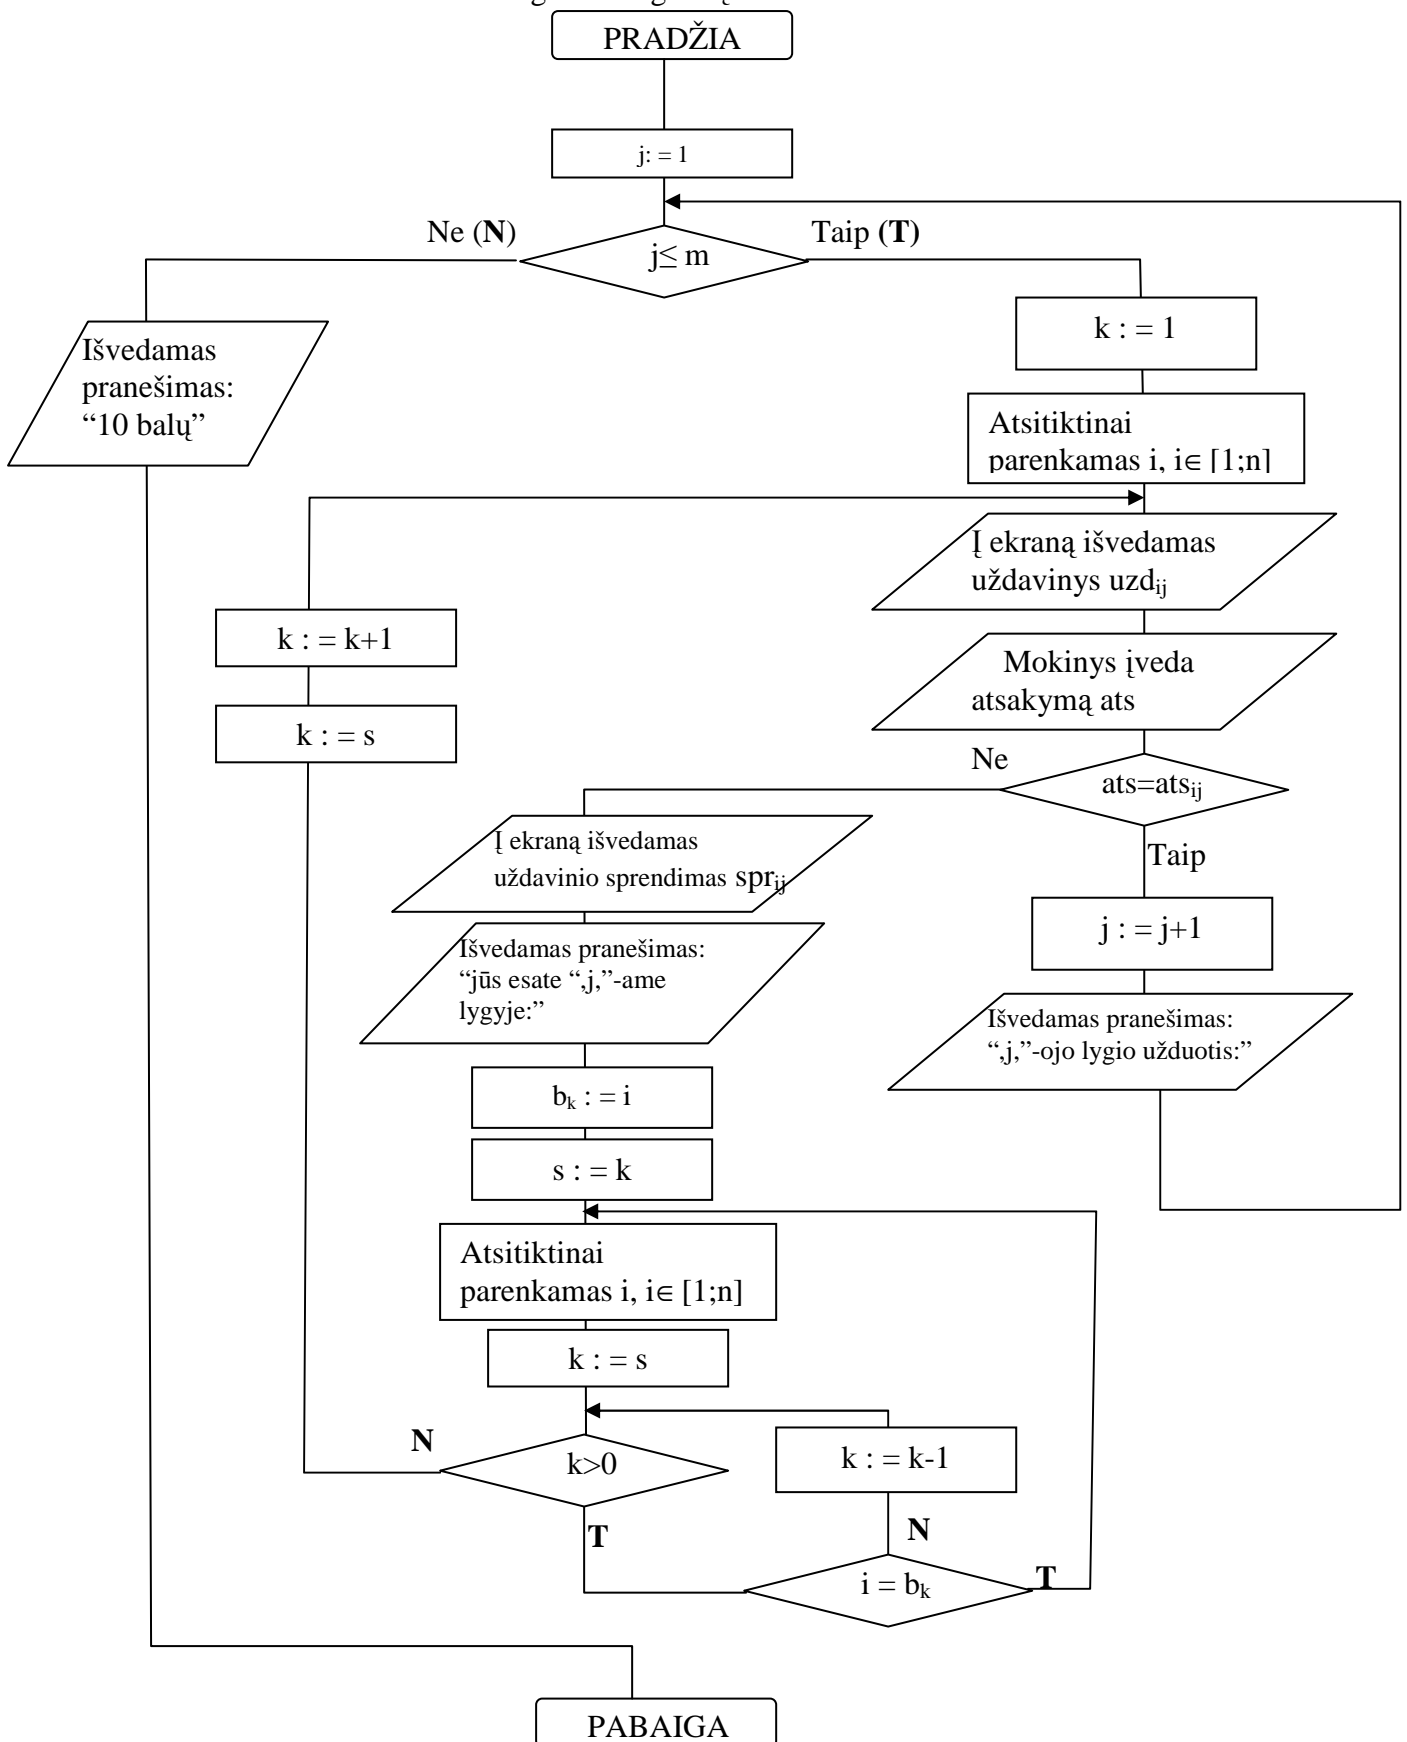 PRADŽIA
j: = 1
Ne (N)
Taip (T)
j≤ m
k : = 1
Išvedamas
pranešimas:
“10 balų”
Atsitiktinai
parenkamas i, i∈ [1;n]
Į ekraną išvedamas
uždavinys uzdij
k : = k+1
Mokinys įveda
atsakymą ats
k : = s
Ne
ats=atsij
Į ekraną išvedamas
uždavinio sprendimas sprij
Taip
j : = j+1
Išvedamas pranešimas:
“jūs esate “,j,”-ame
lygyje:”
Išvedamas pranešimas:
“,j,”-ojo lygio užduotis:”
bk : = i
s : = k
Atsitiktinai
parenkamas i, i∈ [1;n]
k : = s
N
k>0
k : = k-1
T
N
i = bk
T
PABAIGA